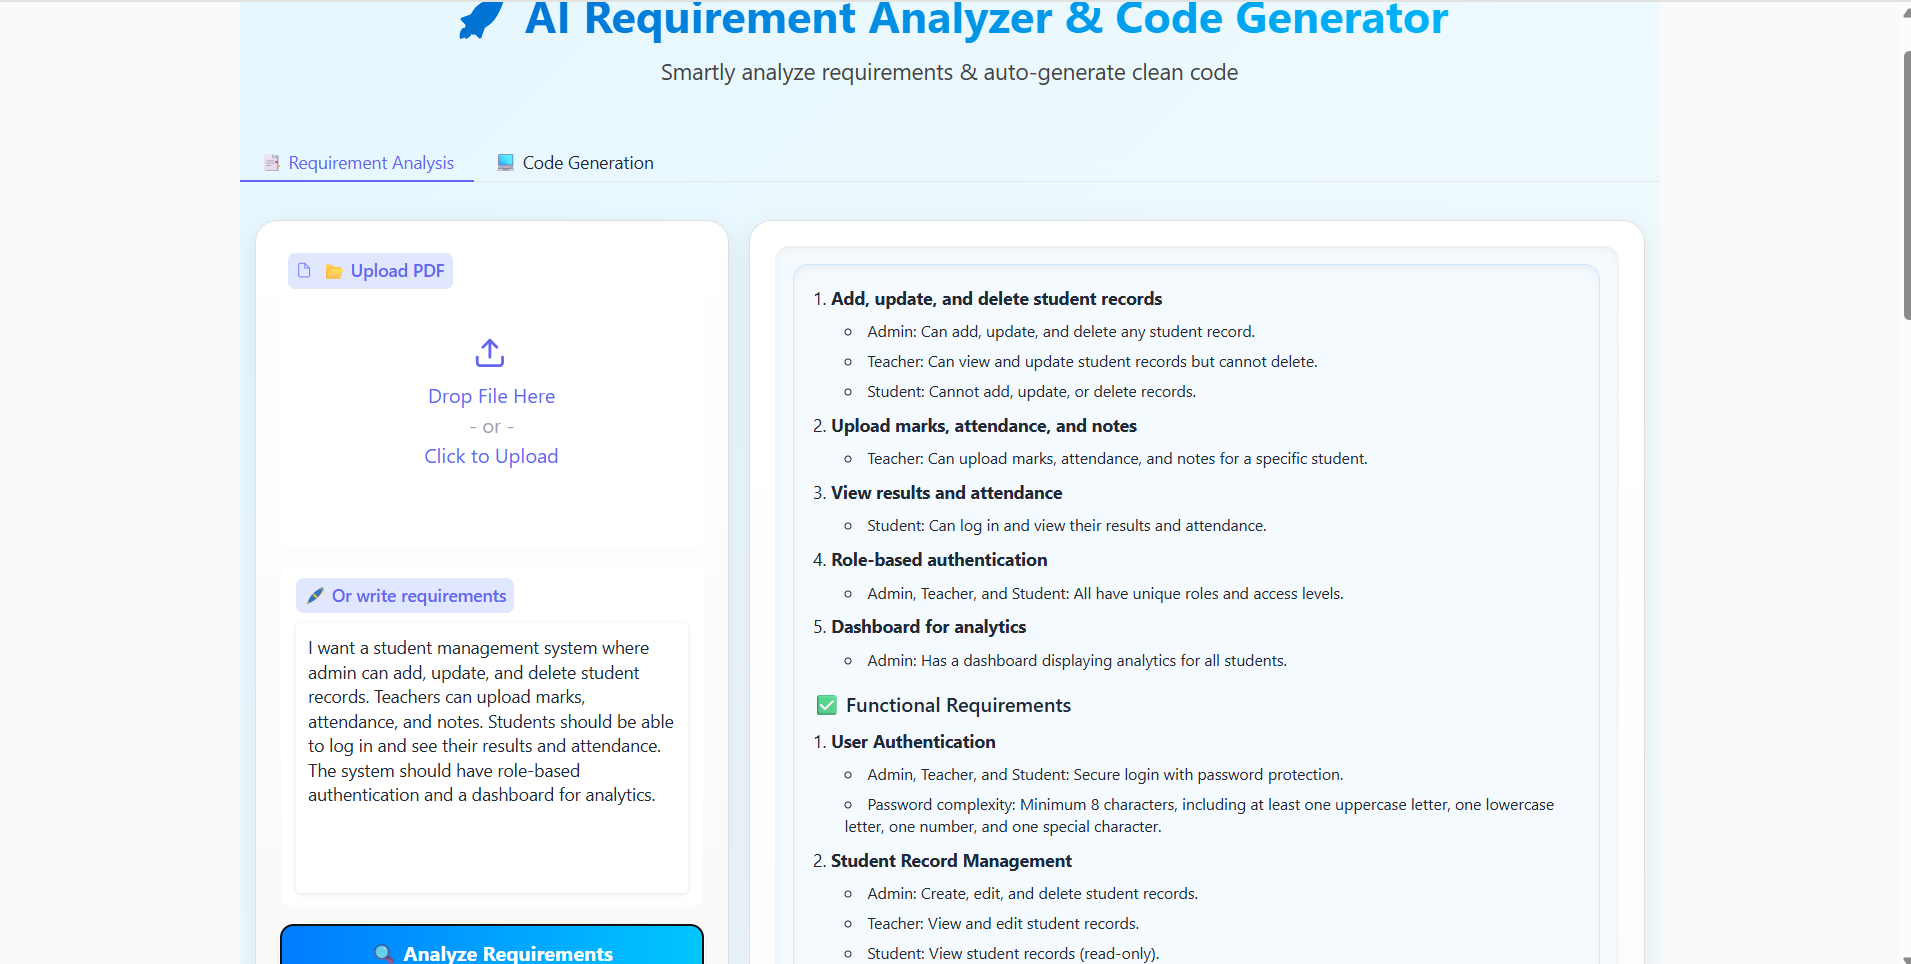 AI Requirement Analyzer & Code Generator
Smartly analyze requirements & auto-generate clean code
Requirement Analysis
Code Generation
Upload PDF
Drop File Here
- or -
Click to Upload
Or write requirements
I want a student management system where
admin can add, update, and delete student
records. Teachers can upload marks,
attendance, and notes. Students should be able
to log in and see their results and attendance.
The system should have role-based
authentication and a dashboard for analytics.
Analyze Requirements
1. Add, update, and delete student records
Admin: Can add, update, and delete any student record.
Teacher: Can view and update student records but cannot delete.
Student: Cannot add, update, or delete records.
2. Upload marks, attendance, and notes
Teacher: Can upload marks, attendance, and notes for a specific student.
3. View results and attendance
Student: Can log in and view their results and attendance.
4. Role-based authentication
Admin, Teacher, and Student: All have unique roles and access levels.
5. Dashboard for analytics
Admin: Has a dashboard displaying analytics for all students.
Functional Requirements
1. User Authentication
Admin, Teacher, and Student: Secure login with password protection.
Password complexity: Minimum 8 characters, including at least one uppercase letter, one lowercase
letter, one number, and one special character.
2. Student Record Management
Admin: Create, edit, and delete student records.
Teacher: View and edit student records.
Student: View student records (read-only).